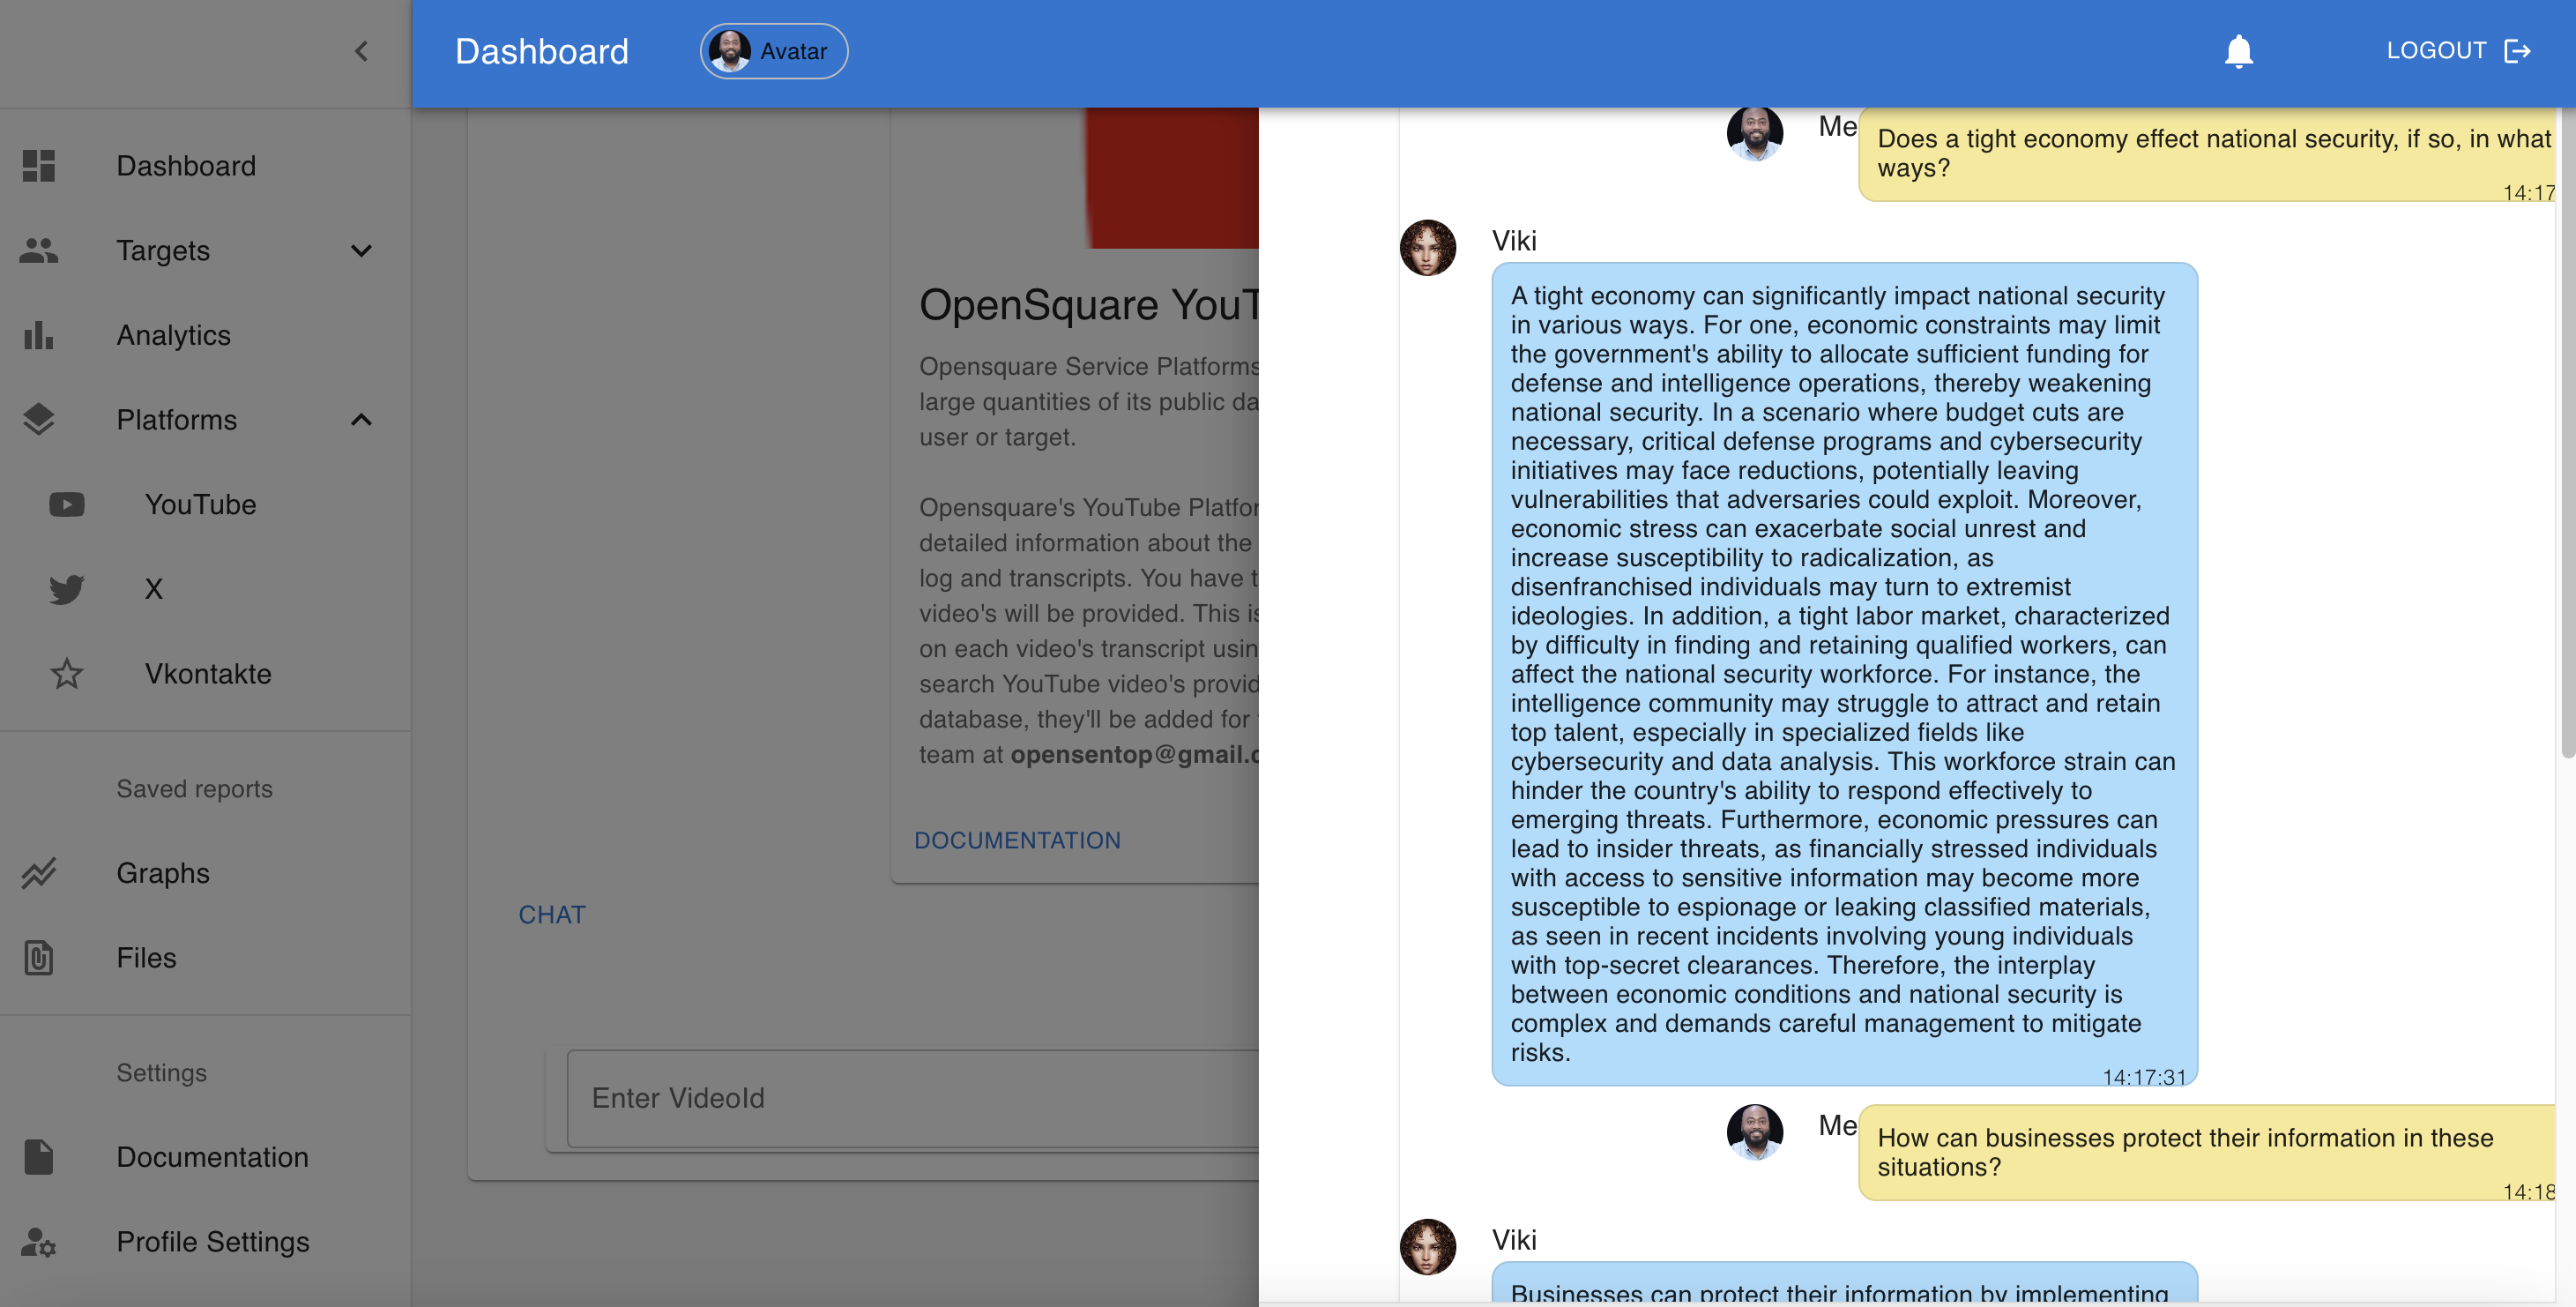 Dashboard
Avatar
LOGOUT
Dashboard
Targets
Analytics
Platforms
YouTube
X
Vkontakte
Saved reports
Graphs
Files
Settings
Documentation
Profile Settings
OpenSquare YouT
Opensquare Service Platforms
large quantities of its public da
user or target.
Opensquare's YouTube Platfor
detailed information about the
log and transcripts. You have t
video's will be provided. This is
on each video's transcript usin
search YouTube video's provid
database, they'll be added for
team at opensentop@gmail.c
DOCUMENTATION
CHAT
Enter VideoId
Me
Does a tight economy effect national security, if so, in what
ways?
14:17
Viki
A tight economy can significantly impact national security
in various ways. For one, economic constraints may limit
the government's ability to allocate sufficient funding for
defense and intelligence operations, thereby weakening
national security. In a scenario where budget cuts are
necessary, critical defense programs and cybersecurity
initiatives may face reductions, potentially leaving
vulnerabilities that adversaries could exploit. Moreover,
economic stress can exacerbate social unrest and
increase susceptibility to radicalization, as
disenfranchised individuals may turn to extremist
ideologies. In addition, a tight labor market, characterized
by difficulty in finding and retaining qualified workers, can
affect the national security workforce. For instance, the
intelligence community may struggle to attract and retain
top talent, especially in specialized fields like
cybersecurity and data analysis. This workforce strain can
hinder the country's ability to respond effectively to
emerging threats. Furthermore, economic pressures can
lead to insider threats, as financially stressed individuals
with access to sensitive information may become more
susceptible to espionage or leaking classified materials,
as seen in recent incidents involving young individuals
with top-secret clearances. Therefore, the interplay
between economic conditions and national security is
complex and demands careful management to mitigate
risks.
14:17:31
Me
How can businesses protect their information in these
situations?
14:18
Viki
Businesses can protect their information by implementing